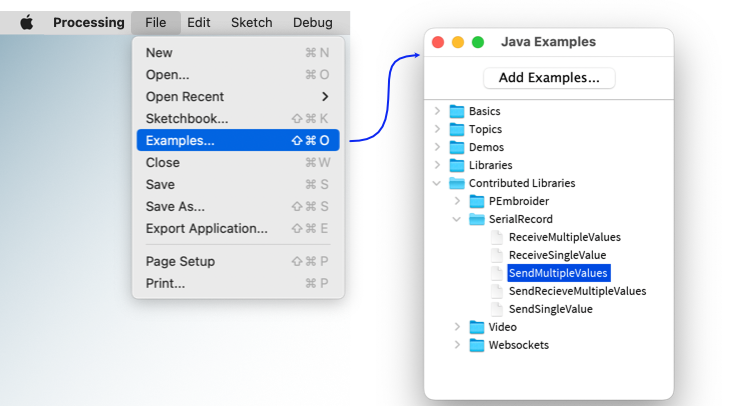 Processing File Edit Sketch Debug
New ⌘ N
Open... ⌘ O
Open Recent
Sketchbook... ⇧ ⌘ K
Examples... ⇧ ⌘ O
Close ⌘ W
Save ⌘ S
Save As... ⇧ ⌘ S
Export Application... ⇧ ⌘ E
Page Setup ⇧ ⌘ P
Print... ⌘ P
Java Examples
Add Examples...
Basics
Topics
Demos
Libraries
Contributed Libraries
PEmbroider
SerialRecord
ReceiveMultipleValues
ReceiveSingleValue
SendMultipleValues
SendRecieveMultipleValues
SendSingleValue
Video
Websockets